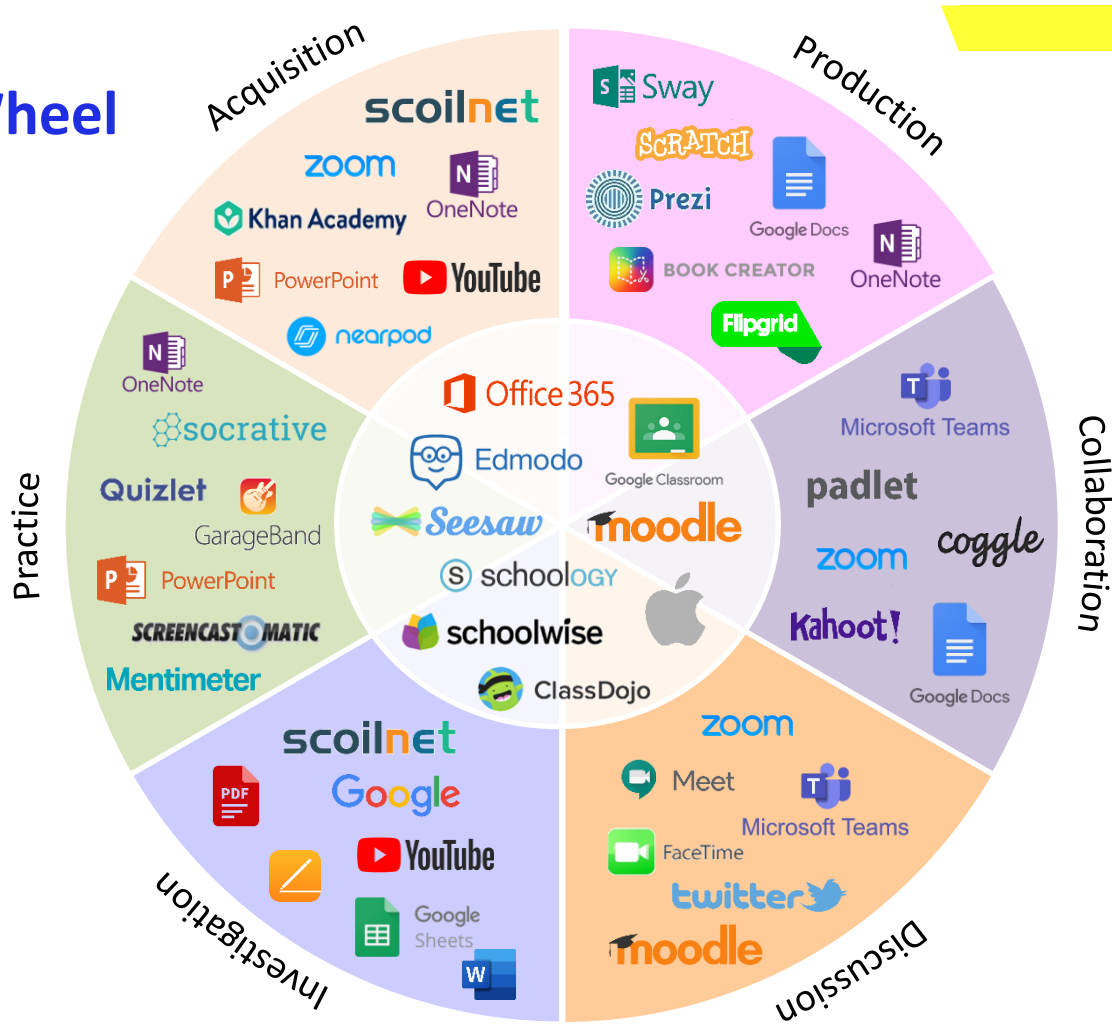 Wheel
Acquisition
scoilnet
zoom
N
OneNote
Khan Academy
P
PowerPoint
YouTube
nearpod
Production
S
Sway
SCRATCH
Prezi
Google Docs
BOOK CREATOR
N
OneNote
Flipgrid
Collaboration
T
Microsoft Teams
padlet
zoom
coggle
Kahoot!
Google Docs
Discussion
zoom
Meet
T
Microsoft Teams
FaceTime
twitter
moodle
Investigation
scoilnet
PDF
Google
YouTube
Google
Sheets
W
Practice
N
OneNote
socrative
Quizlet
GarageBand
P
PowerPoint
SCREENCAST O MATIC
Mentimeter
Office 365
Edmodo
Google Classroom
Seesaw
moodle
S
schoology
schoolwise
ClassDojo